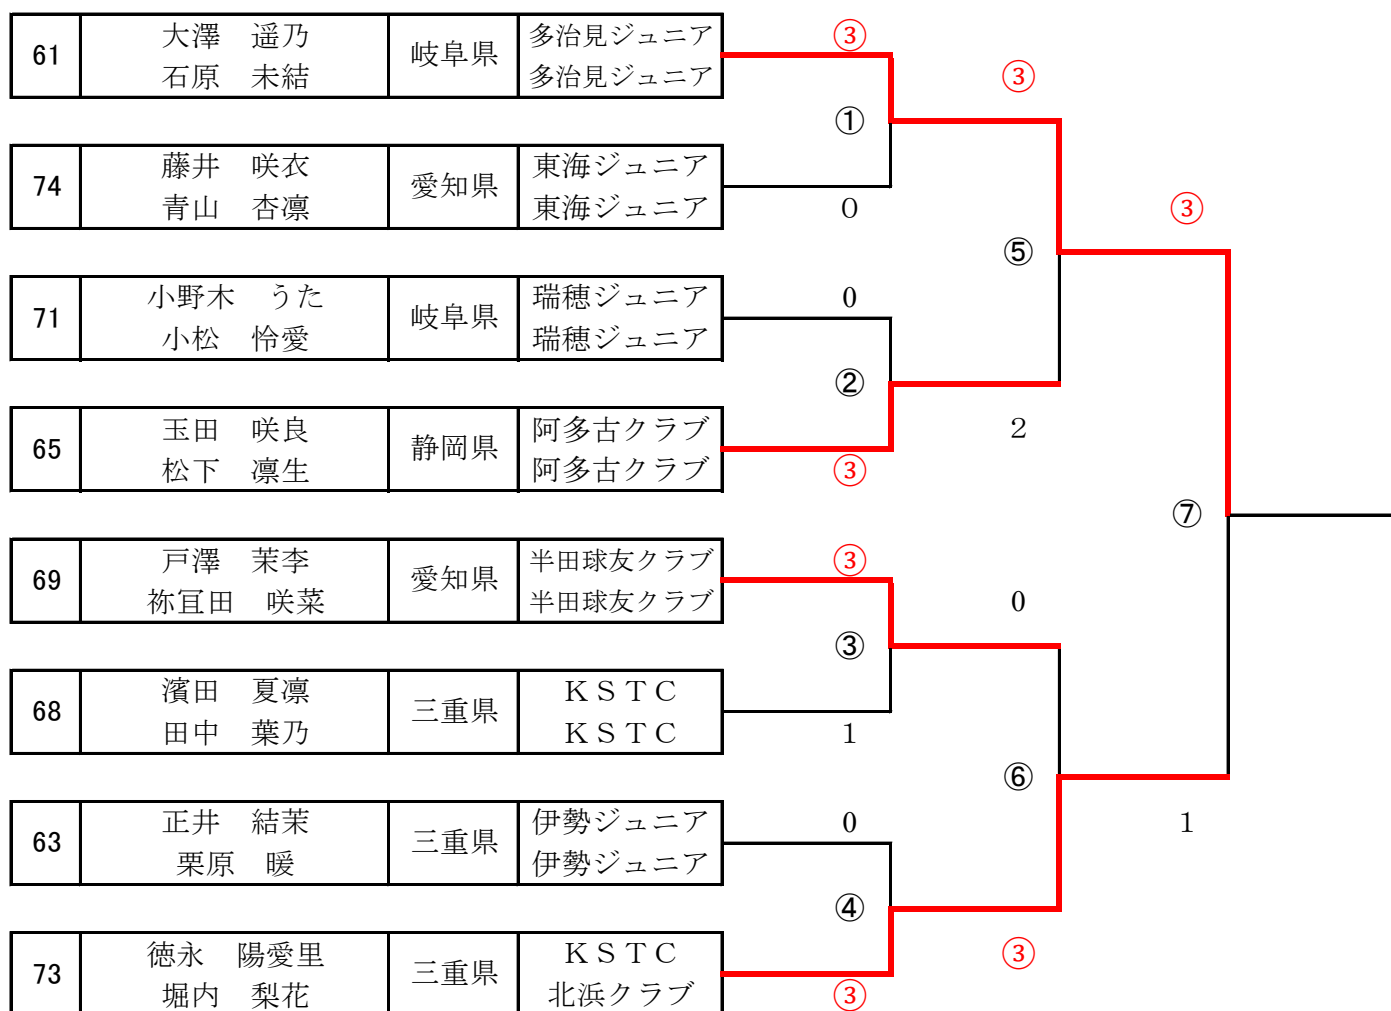 61 大澤 遥乃 岐阜県 多治見ジュニア ③
石原 未結 多治見ジュニア ③
①
74 藤井 咲衣 愛知県 東海ジュニア
青山 杏凛 東海ジュニア 0 ③
⑤
71 小野木 うた 岐阜県 瑞穂ジュニア 0
小松 怜愛 瑞穂ジュニア
②
65 玉田 咲良 静岡県 阿多古クラブ 2
松下 凛生 阿多古クラブ ③
⑦
69 戸澤 茉李 愛知県 半田球友クラブ ③
祢冝田 咲菜 半田球友クラブ 0
③
68 濱田 夏凛 三重県 ＫＳＴＣ
田中 葉乃 ＫＳＴＣ 1
⑥
63 正井 結茉 三重県 伊勢ジュニア 0 1
栗原 暖 伊勢ジュニア
④
73 徳永 陽愛里 三重県 ＫＳＴＣ ③
堀内 梨花 北浜クラブ ③